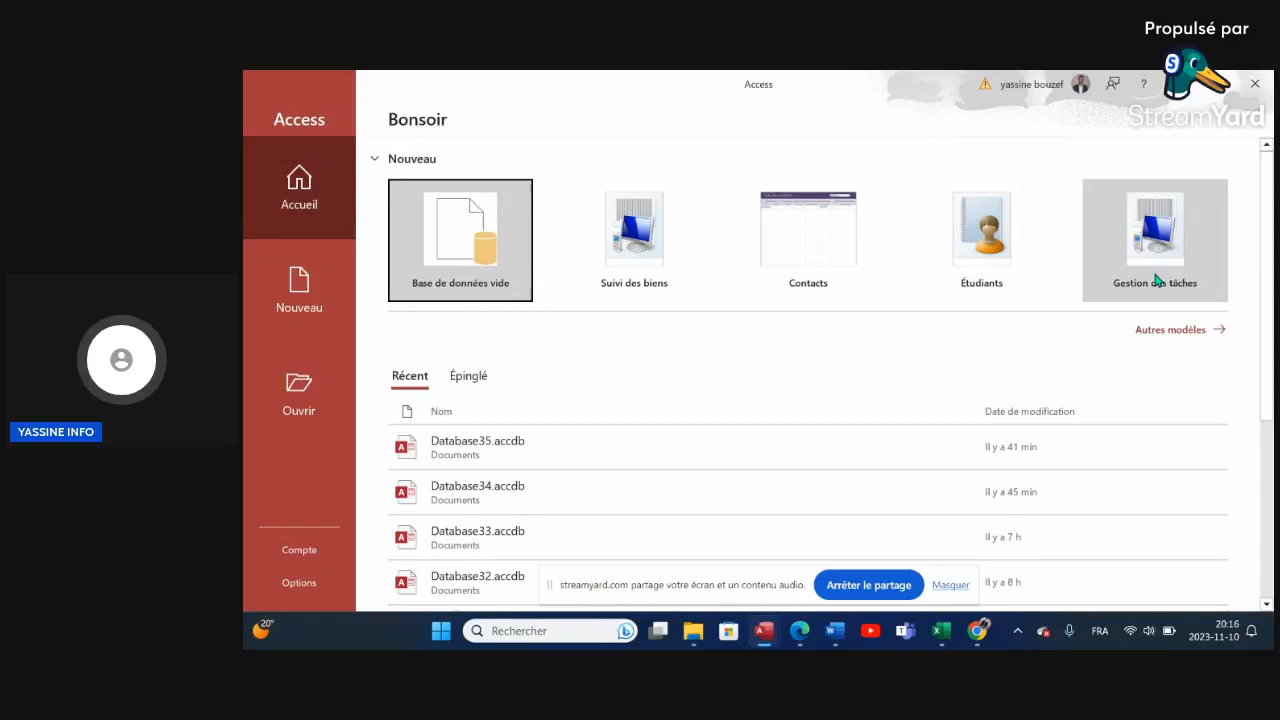 Propulsé par
StreamYard
Access
yassine bouzef
?
Access
Bonsoir
Accueil
Nouveau
Ouvrir
Compte
Options
Nouveau
Base de données vide
Suivi des biens
Contacts
Étudiants
Gestion des tâches
Autres modèles
Récent
Épinglé
Nom
Date de modification
Database35.accdb
Documents
Il y a 41 min
Database34.accdb
Documents
Il y a 45 min
Database33.accdb
Documents
Il y a 7 h
Database32.accdb
Documents
Il y a 8 h
streamyard.com partage votre écran et un contenu audio.
Arrêter le partage
Masquer
YASSINE INFO
20°
Rechercher
FRA
20:16
2023-11-10